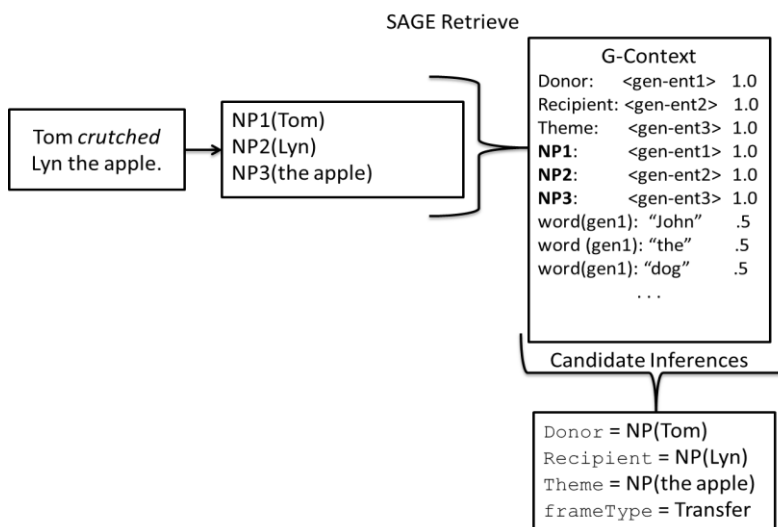 SAGE Retrieve
Tom crutched
Lyn the apple.
NP1(Tom)
NP2(Lyn)
NP3(the apple)
G-Context
Donor: <gen-ent1> 1.0
Recipient: <gen-ent2> 1.0
Theme: <gen-ent3> 1.0
NP1: <gen-ent1> 1.0
NP2: <gen-ent2> 1.0
NP3: <gen-ent3> 1.0
word(gen1): “John” .5
word (gen1): “the” .5
word(gen1): “dog” .5
. . .
Candidate Inferences
Donor = NP(Tom)
Recipient = NP(Lyn)
Theme = NP(the apple)
frameType = Transfer